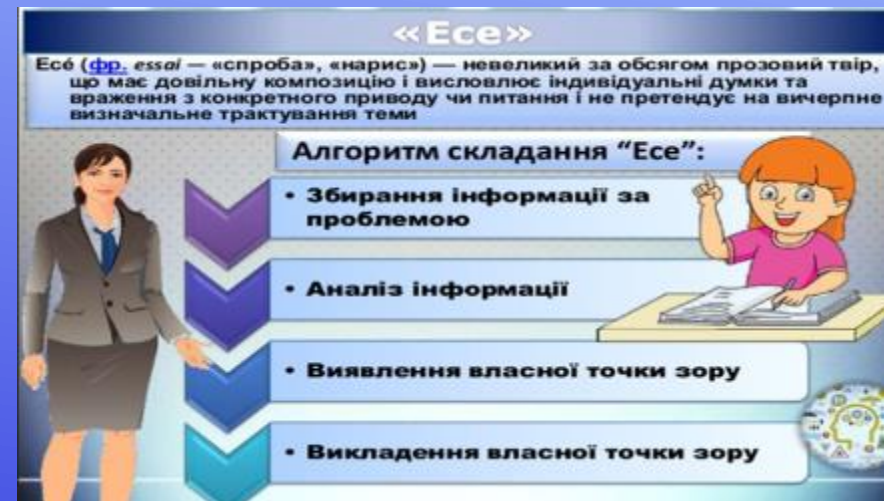 «Есе»
Есе́ (фр. essai — «спроба», «нарис») — невеликий за обсягом прозовий твір,
що має довільну композицію і висловлює індивідуальні думки та
враження з конкретного приводу чи питання і не претендує на вичерпне
визначальне трактування теми
Алгоритм складання “Есе”:
• Збирання інформації за
проблемою
• Аналіз інформації
• Виявлення власної точки зору
• Викладення власної точки зору